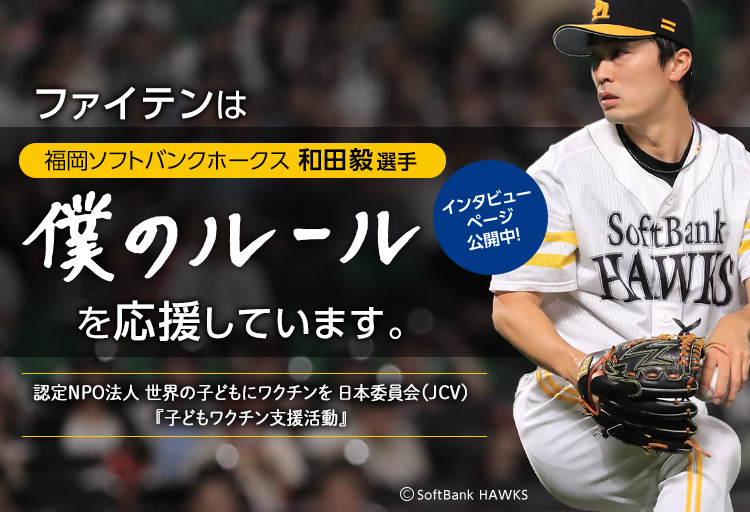 ファイテンは
福岡ソフトバンクホークス 和田毅選手
僕のルール
を応援しています。
インタビュー
ページ
公開中!
認定NPO法人 世界の子どもにワクチンを 日本委員会(JCV)
『子どもワクチン支援活動』
SoftBank
HAWKS
©SoftBank HAWKS